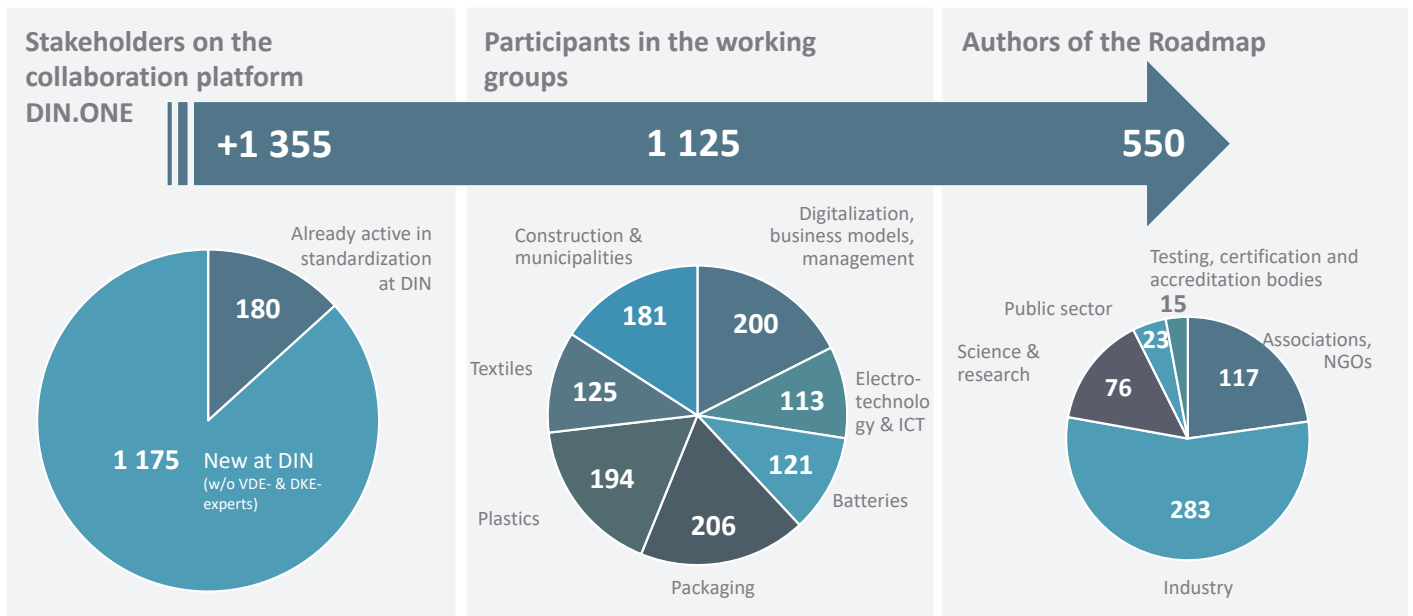 Stakeholders on the
collaboration platform
DIN.ONE
Participants in the working
groups
Authors of the Roadmap
+1 355
1 125
550
Already active in
standardization
at DIN
180
1 175 New at DIN
(w/o VDE- & DKE-
experts)
Construction &
municipalities
Digitalization,
business models,
management
181
200
Textiles
125
Electro-
technolo
gy & ICT
113
121
Batteries
194
Plastics
206
Packaging
Testing, certification and
accreditation bodies
15
Public sector
23
Science &
research
76
Associations,
NGOs
117
283
Industry